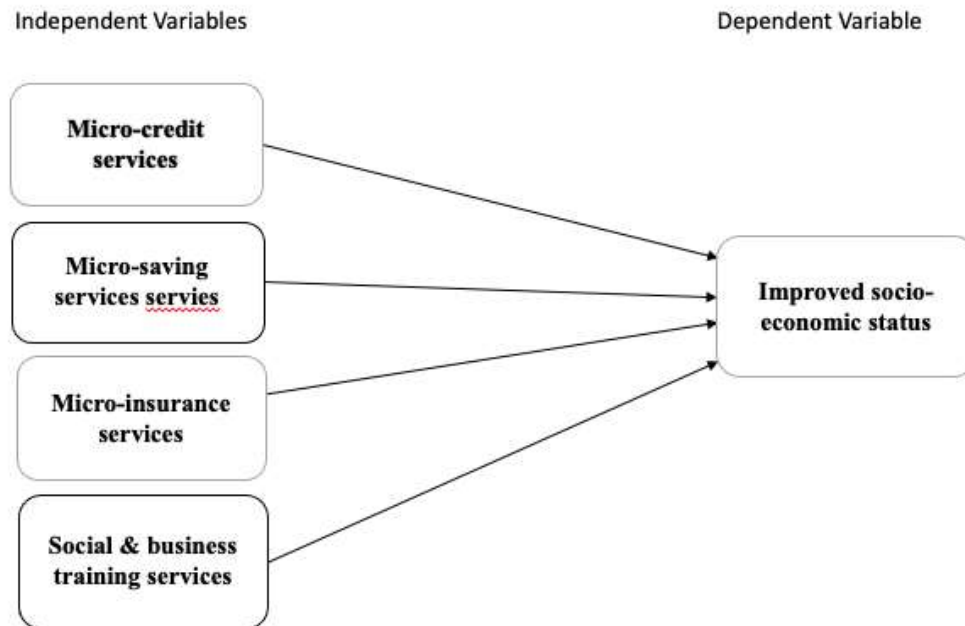 Independent Variables
Dependent Variable
Micro-credit
services
Micro-saving
services servies
Micro-insurance
services
Social & business
training services
Improved socio-
economic status